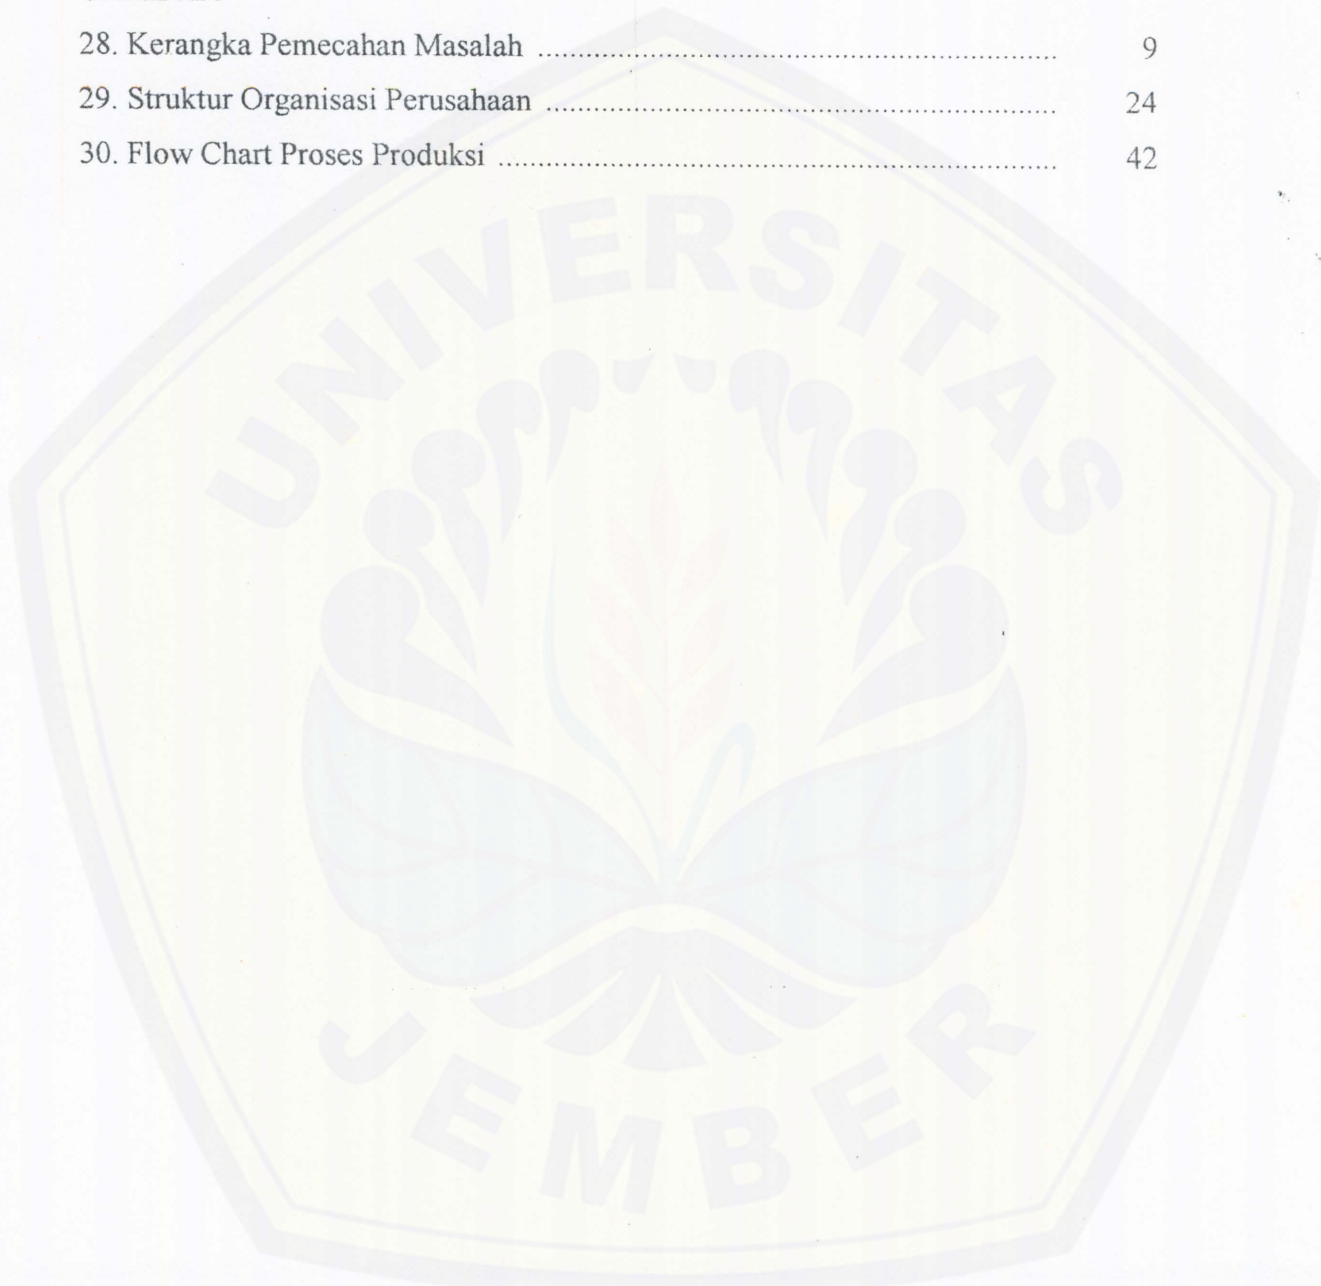 28. Kerangka Pemecahan Masalah ........................................................................ 9
29. Struktur Organisasi Perusahaan ....................................................................... 24
30. Flow Chart Proses Produksi .............................................................................. 42
UNIVERSITAS
JEMBER